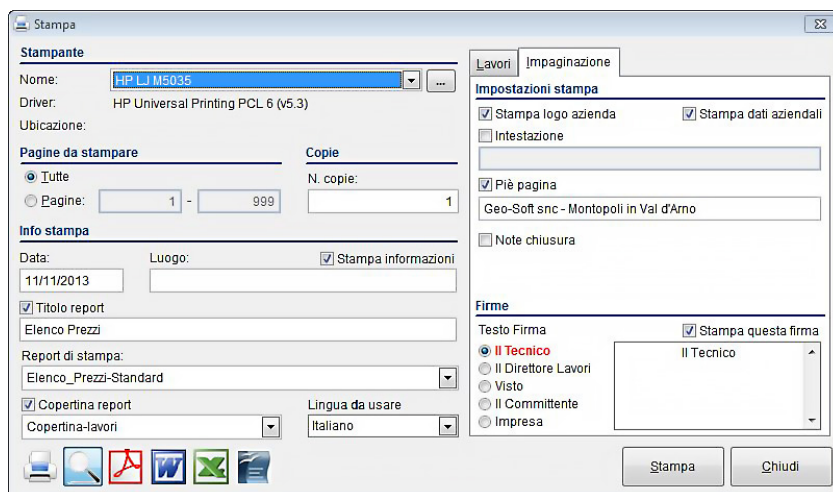 Stampa
Stampante
Nome: HP LJ M5035 ...
Driver: HP Universal Printing PCL 6 (v5.3)
Ubicazione:
Pagine da stampare
Tutte
Pagine: 1 - 999
Copie
N. copie:
1
Info stampa
Data: Luogo: Stampa informazioni
11/11/2013
Titolo report
Elenco Prezzi
Report di stampa:
Elenco_Prezzi-Standard
Copertina report Lingua da usare
Copertina-lavori Italiano
Lavori Impaginazione
Impostazioni stampa
Stampa logo azienda Stampa dati aziendali
Intestazione
Piè pagina
Geo-Soft snc - Montopoli in Val d'Arno
Note chiusura
Firme
Testo Firma Stampa questa firma
Il Tecnico
Il Direttore Lavori
Visto
Il Committente
Impresa
Il Tecnico
Stampa Chiudi